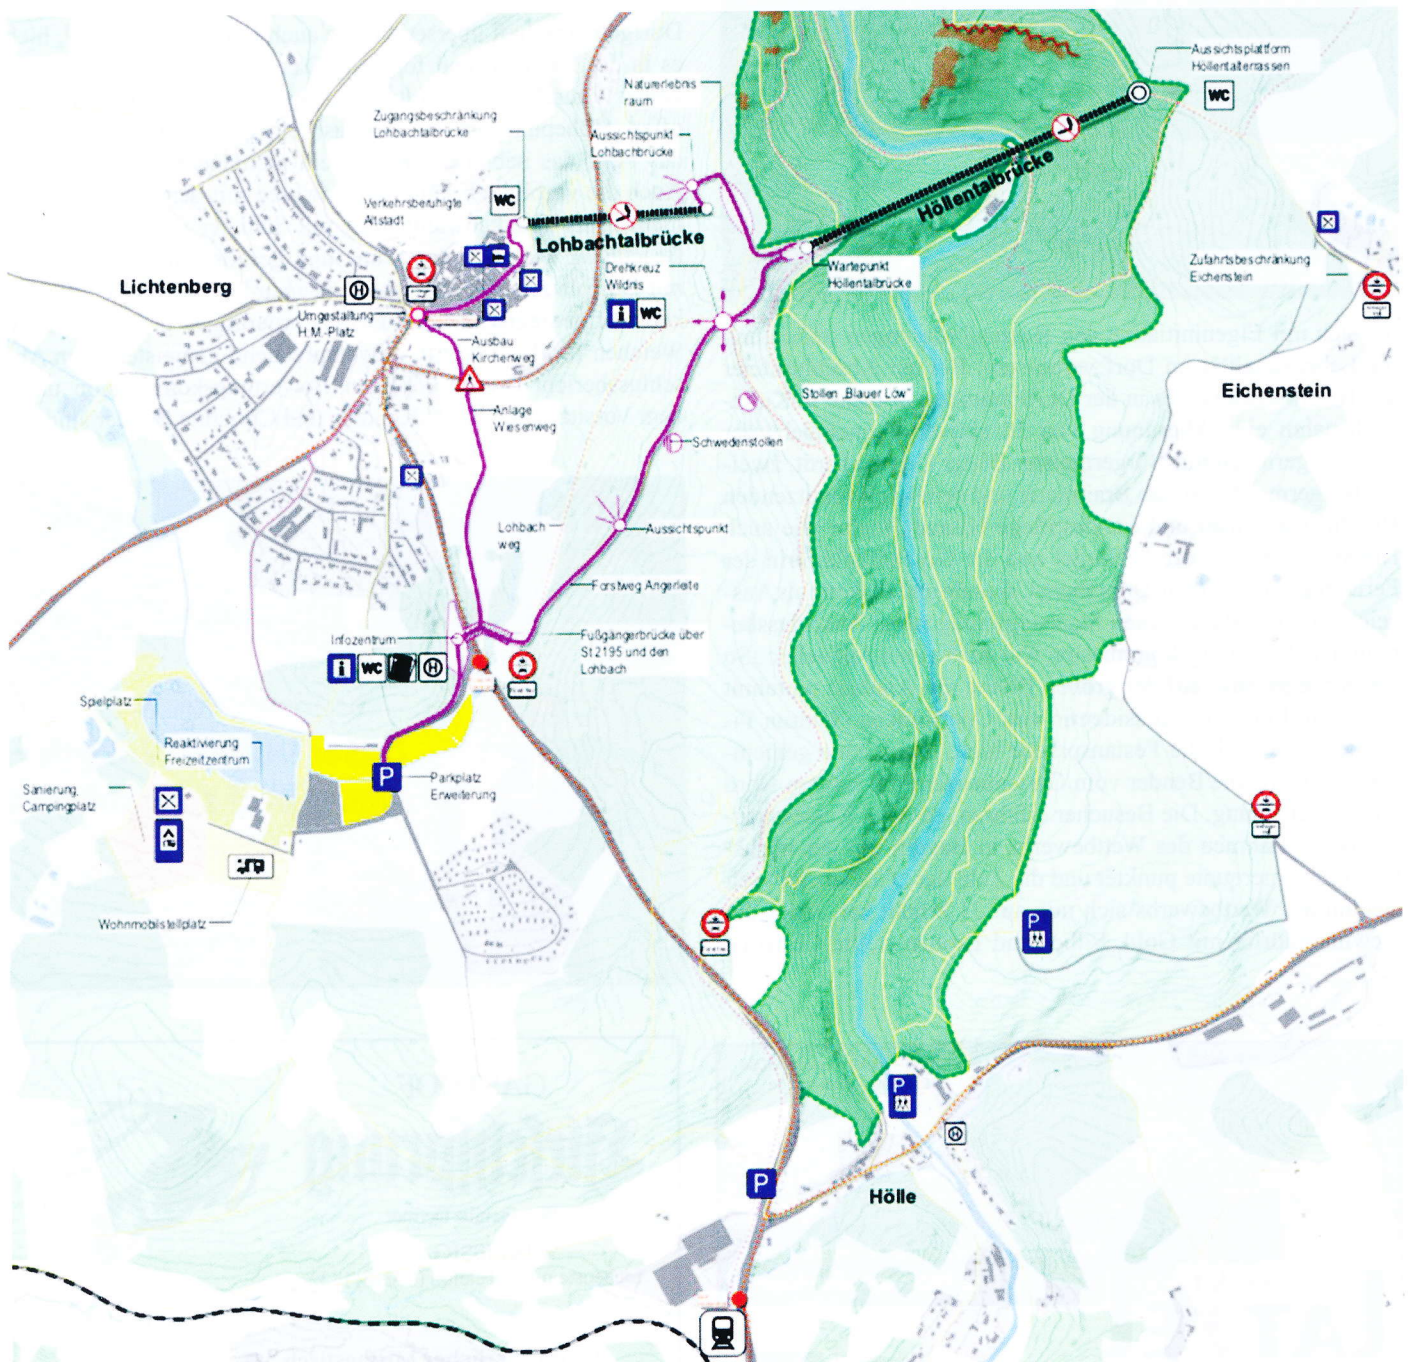 Aussichtsplattform
Höllentalterrassen
WC
Naturerlebnis
raum
Zugangsbeschränkung
Lohbachtalbrücke
Aussichtspunkt
Lohbachbrücke
Höllentalbrücke
WC
Verkehrsberuhigte
Altstadt
Lohbachtalbrücke
Zufahrtsbeschränkung
Eichenstein
Drehkreuz
Wildnis
i
WC
Wartepunkt
Höllentalbrücke
Lichtenberg
H
Umgestaltung
H.M.-Platz
Ausbau
Kirchenweg
Eichenstein
Stollen „Blauer Löw"
Anlage
Wiesenweg
Schwedenstollen
Lohbach
weg
Aussichtspunkt
Forstweg Angerleite
Infozentrum
i
WC
H
Fußgängerbrücke über
St 2195 und den
Lohbach
Spielplatz
Reaktivierung
Freizeitzentrum
P
Parkplatz
Erweiterung
Sanierung
Campingplatz
Wohnmobilstellplatz
P
P
H
P
Hölle